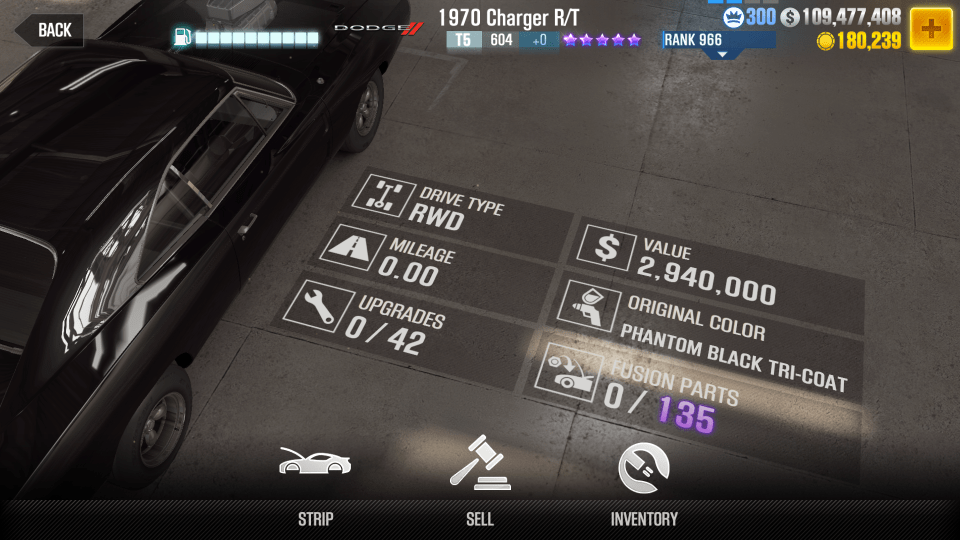 BACK
DODGE
1970 Charger R/T
T5 604 +0
RANK 966
300 $ 109,477,408
180,239
DRIVE TYPE
RWD
MILEAGE
0.00
UPGRADES
0/42
$ VALUE
2,940,000
ORIGINAL COLOR
PHANTOM BLACK TRI-COAT
FUSION PARTS
0/135
STRIP
SELL
INVENTORY